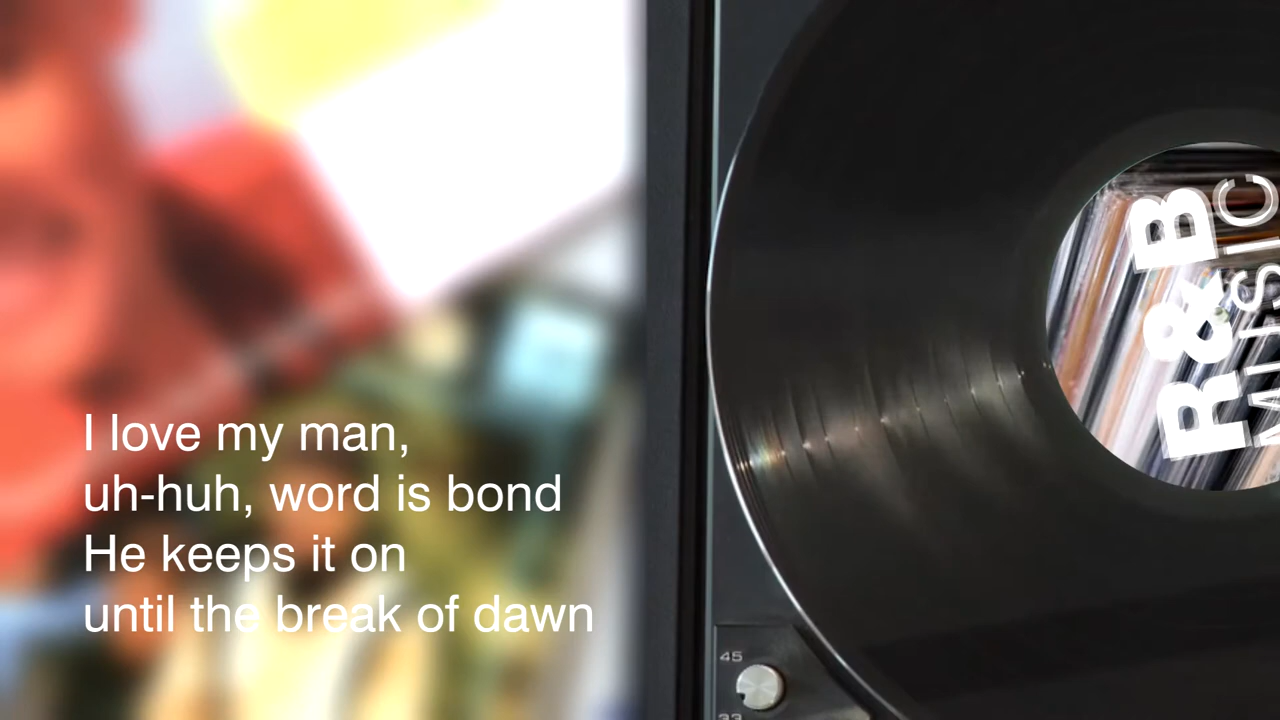 I love my man,
uh-huh, word is bond
He keeps it on
until the break of dawn
R&B
MUSIC
45
33